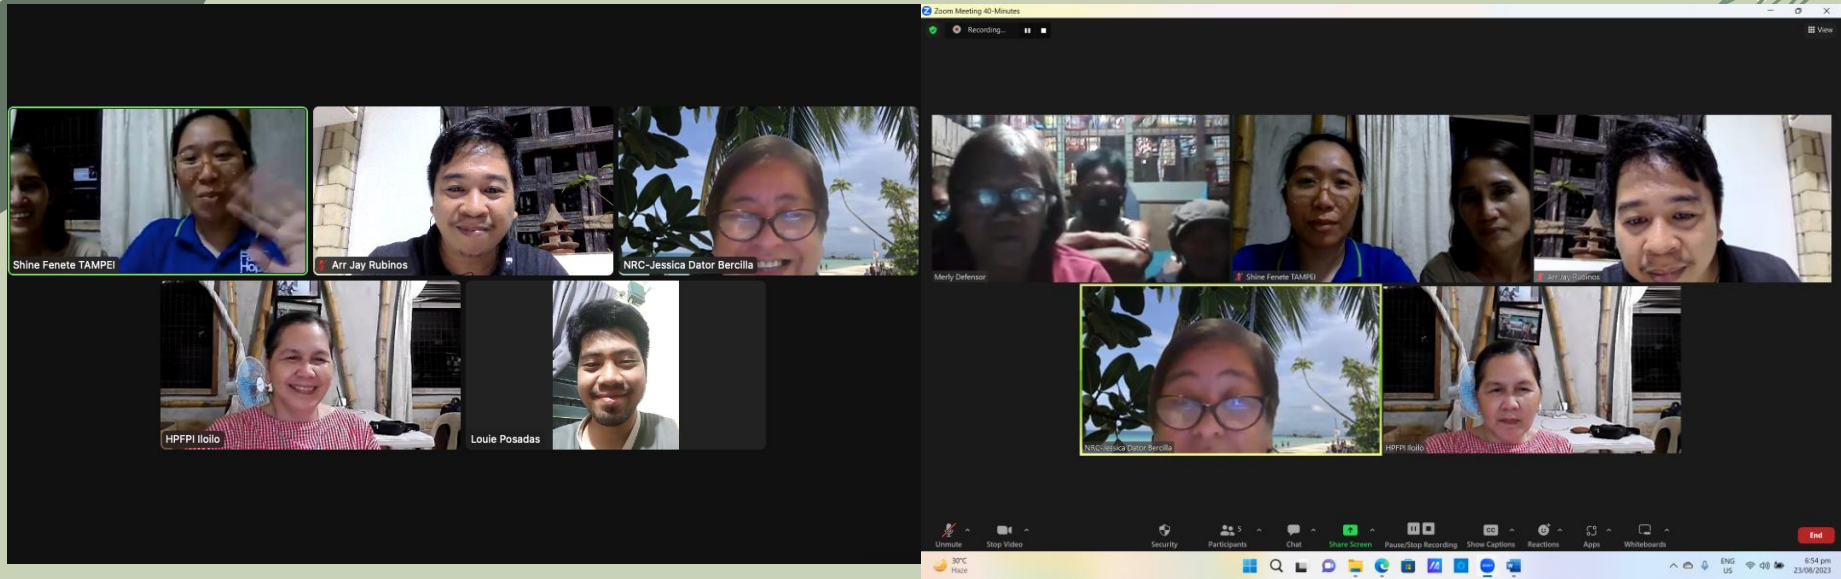 Shine Fenete TAMPEI
Arr Jay Rubinos
NRC-Jessica Dator Bercilla
HPFPI Iloilo
Louie Posadas
Zoom Meeting 40-Minutes
Recording...
View
Merly Defensor
Shine Fenete TAMPEI
Arr Jay Rubinos
NRC-Jessica Dator Bercilla
HPFPI Iloilo
5
Unmute
Stop Video
Security
Participants
Chat
Share Screen
Pause/Stop Recording
Show Captions
Reactions
Apps
Whiteboards
End
30°C
Haze
ENG
US
6:54 pm
23/08/2023